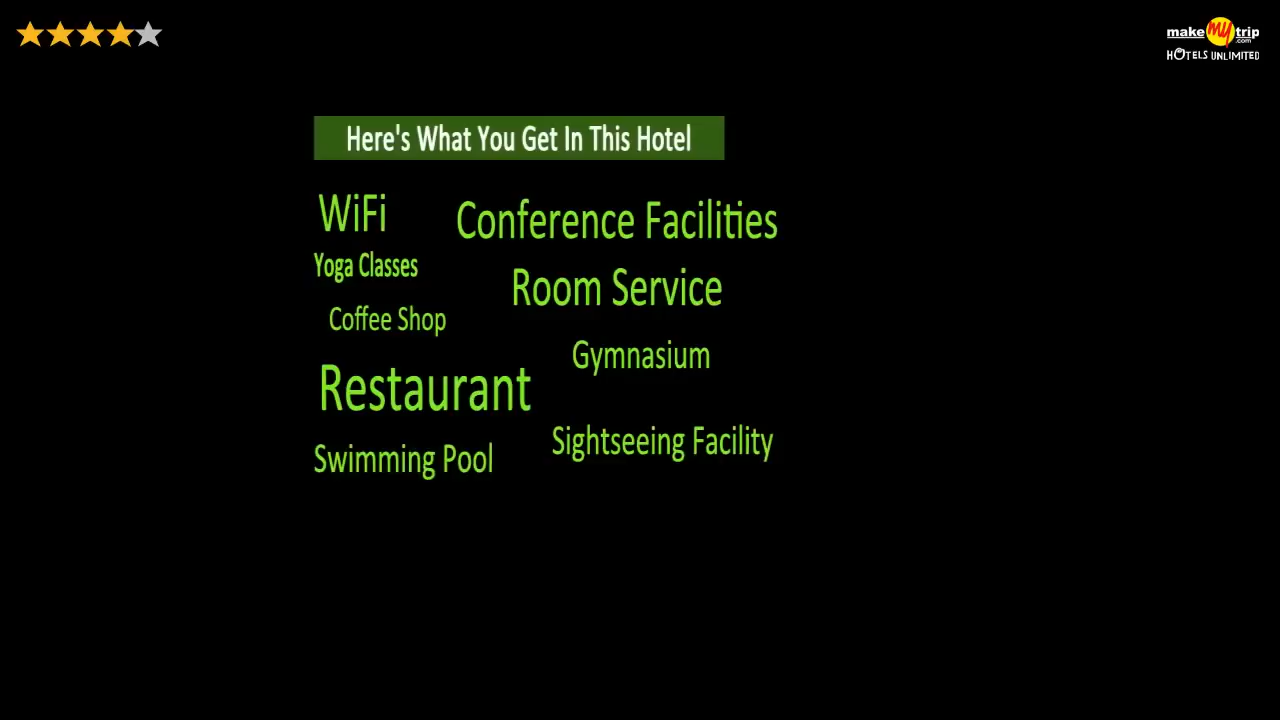 make my trip
.com
HOTELS UNLIMITED
Here's What You Get In This Hotel
WiFi
Conference Facilities
Yoga Classes
Room Service
Coffee Shop
Gymnasium
Restaurant
Sightseeing Facility
Swimming Pool